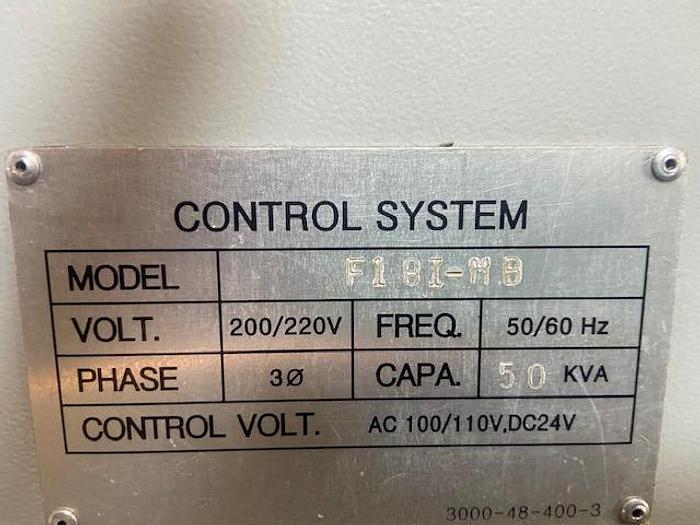 CONTROL SYSTEM
MODEL F18I-MB
VOLT. 200/220V FREQ. 50/60 Hz
PHASE 3Ø CAPA. 50 KVA
CONTROL VOLT. AC 100/110V,DC24V
3000-48-400-3